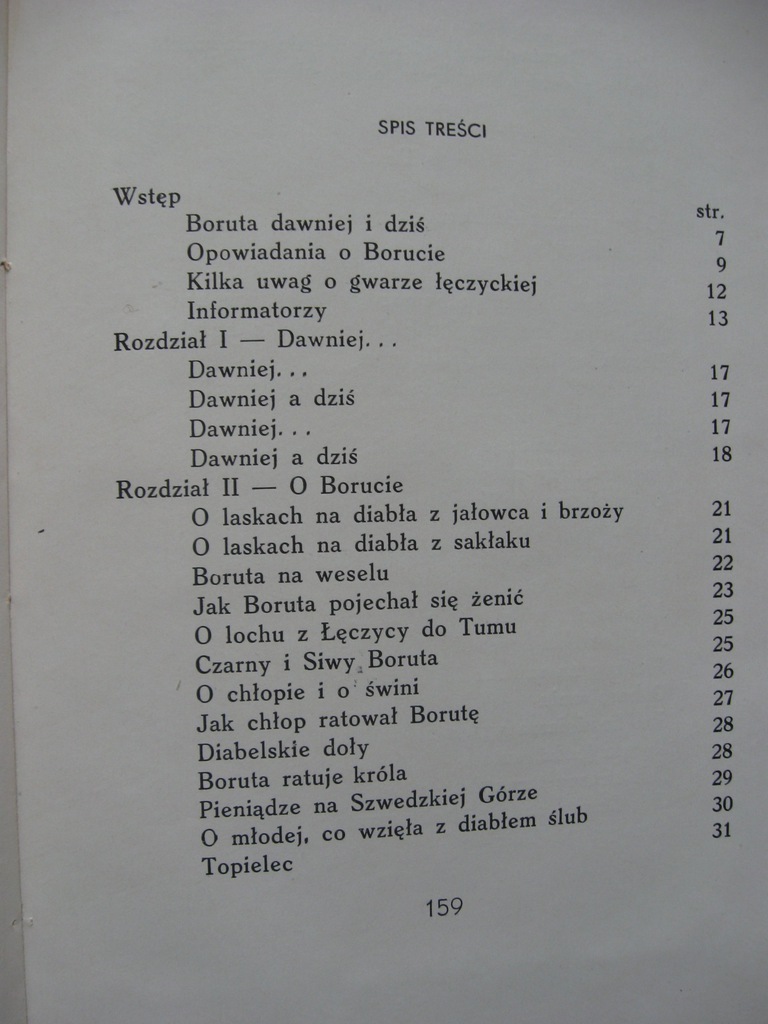 SPIS TREŚCI
Wstęp
str.
Boruta dawniej i dziś 7
Opowiadania o Borucie 9
Kilka uwag o gwarze łęczyckiej 12
Informatorzy 13
Rozdział I — Dawniej...
Dawniej... 17
Dawniej a dziś 17
Dawniej... 17
Dawniej a dziś 18
Rozdział II — O Borucie
O laskach na diabła z jałowca i brzoży 21
O laskach na diabła z sakłaku 21
Boruta na weselu 22
Jak Boruta pojechał się żenić 23
O lochu z Łęczycy do Tumu 25
Czarny i Siwy Boruta 25
O chłopie i o świni 26
Jak chłop ratował Borutę 27
Diabelskie doły 28
Boruta ratuje króla 28
Pieniądze na Szwedzkiej Górze 29
O młodej, co wzięła z diabłem ślub 30
Topielec 31
159